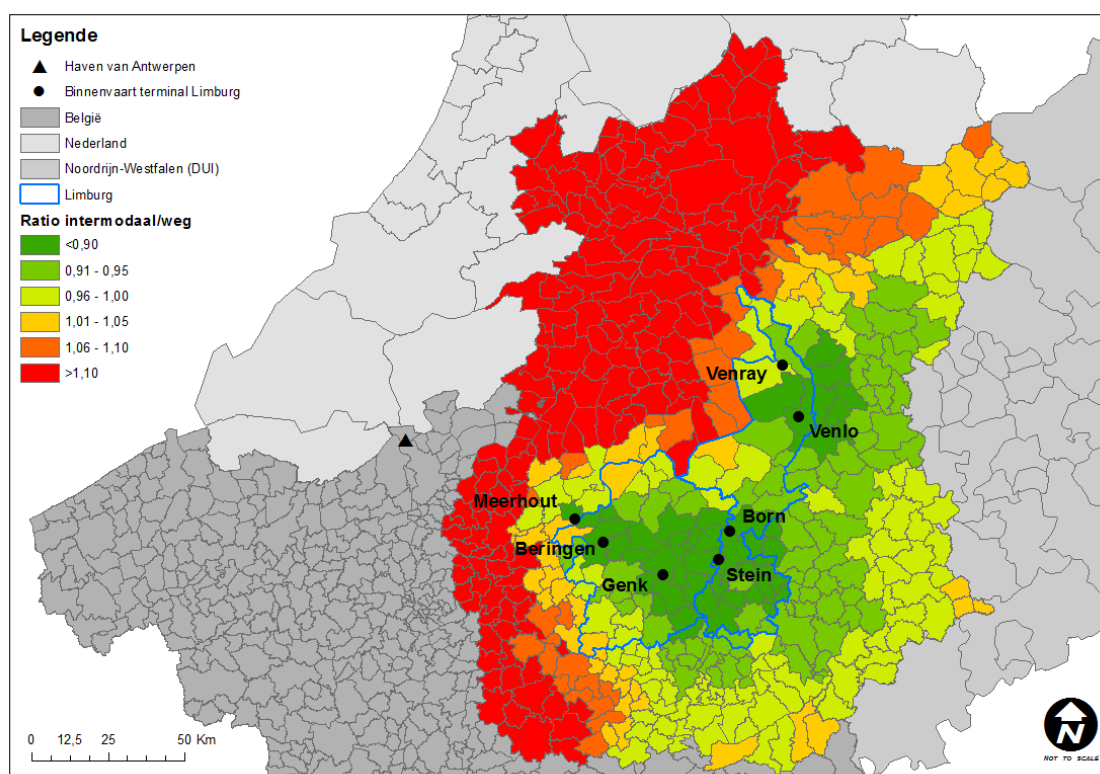 Legende
Haven van Antwerpen
Binnenvaart terminal Limburg
België
Nederland
Noordrijn-Westfalen (DUI)
Limburg
Ratio intermodaal/weg
<0,90
0,91 - 0,95
0,96 - 1,00
1,01 - 1,05
1,06 - 1,10
>1,10
Venray
Venlo
Meerhout
Born
Beringen
Stein
Genk
0 12,5 25 50 Km
N
NOT TO SCALE